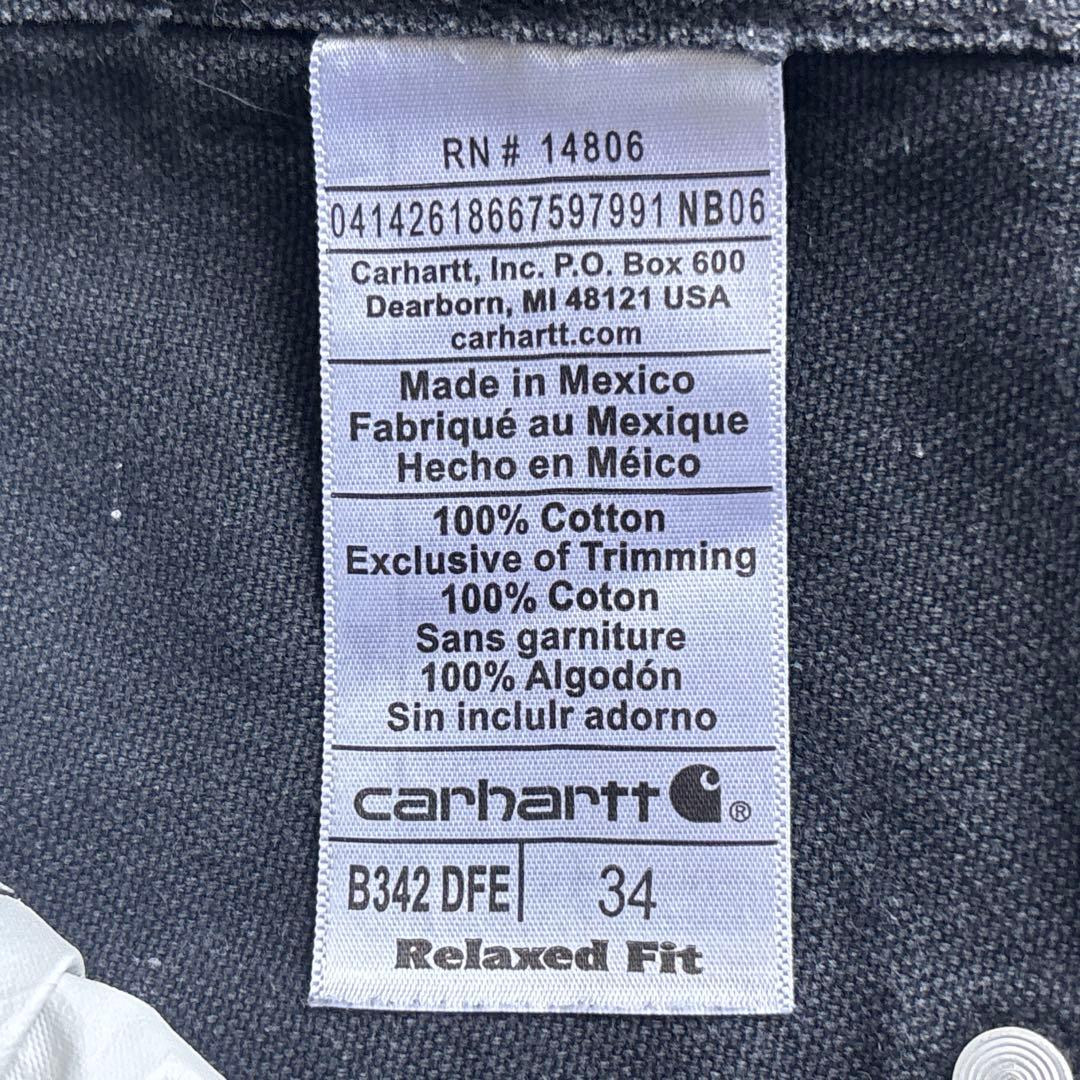 RN # 14806
04142618667597991 NB06
Carhartt, Inc. P.O. Box 600
Dearborn, MI 48121 USA
carhartt.com
Made in Mexico
Fabriqué au Mexique
Hecho en Méico
100% Cotton
Exclusive of Trimming
100% Coton
Sans garniture
100% Algodón
Sin inclulr adorno
carhartt ®
B342 DFE 34
Relaxed Fit